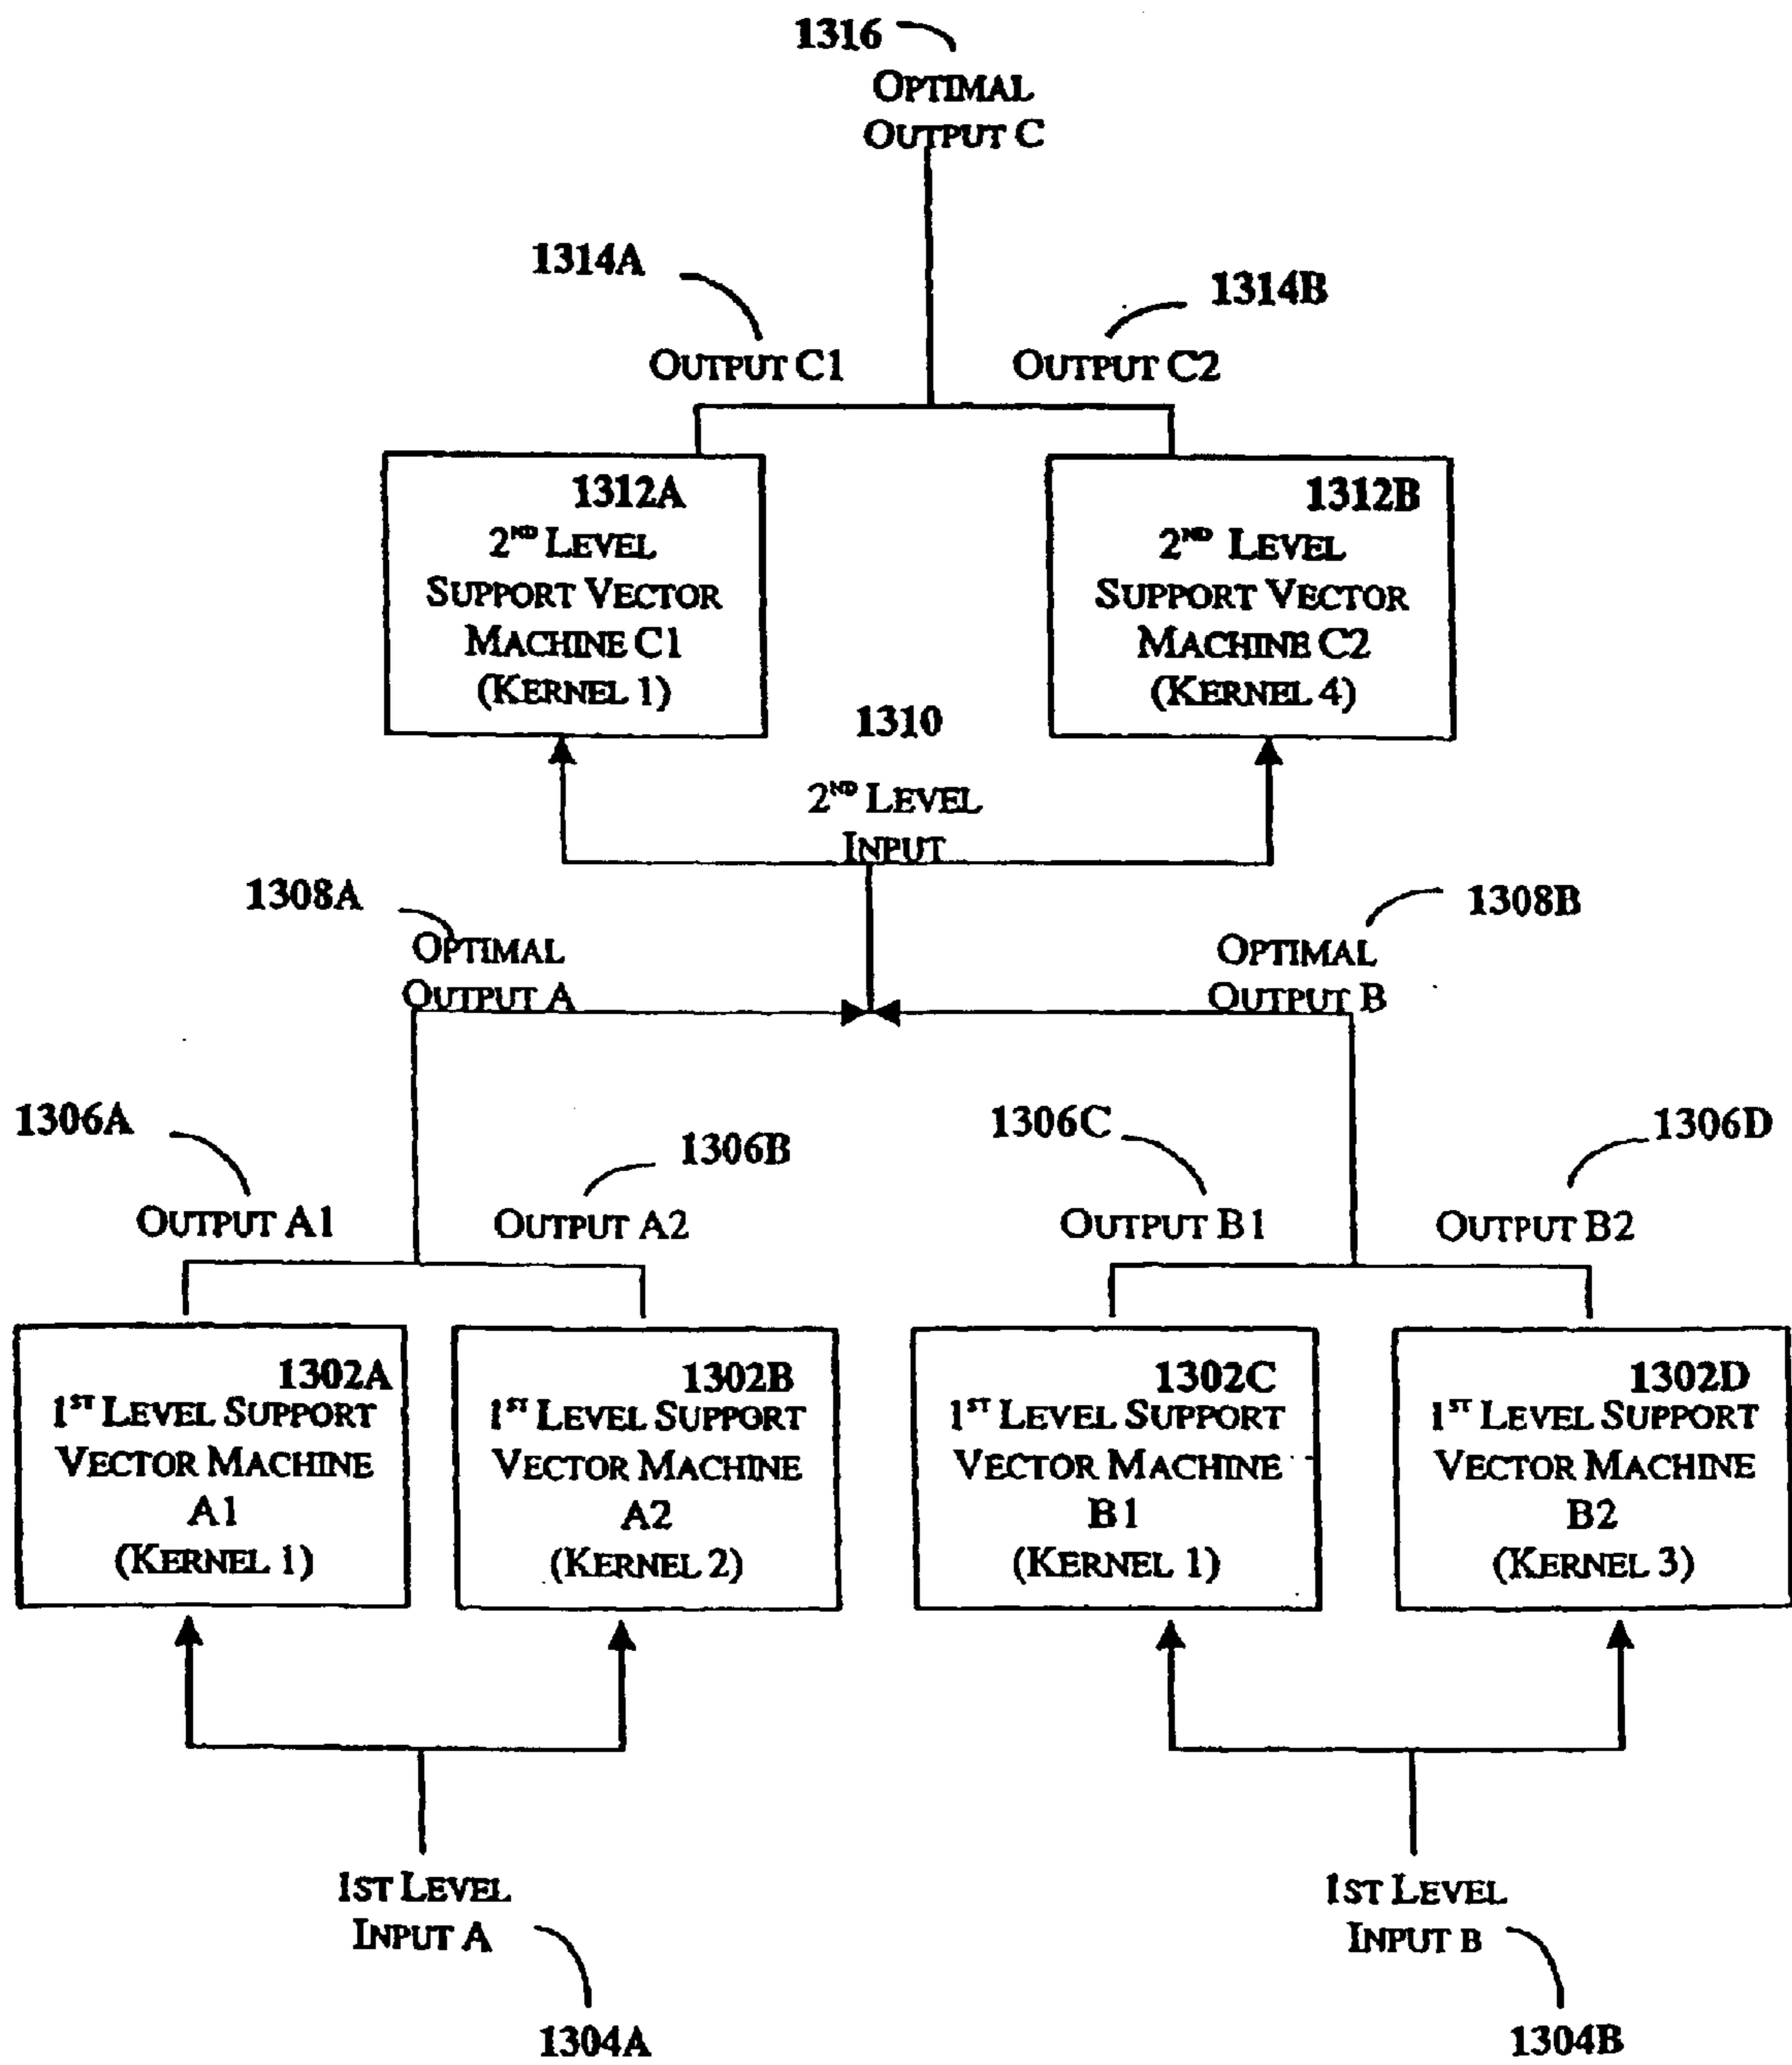 1316
OPTIMAL
OUTPUT C
1314A
1314B
OUTPUT C1
OUTPUT C2
1312A
2ND LEVEL
SUPPORT VECTOR
MACHINE C1
(KERNEL 1)
1312B
2ND LEVEL
SUPPORT VECTOR
MACHINE C2
(KERNEL 4)
1310
2ND LEVEL
INPUT
1308A
OPTIMAL
OUTPUT A
1308B
OPTIMAL
OUTPUT B
1306A
OUTPUT A1
1306B
OUTPUT A2
1306C
OUTPUT B1
1306D
OUTPUT B2
1302A
1ST LEVEL SUPPORT
VECTOR MACHINE
A1
(KERNEL 1)
1302B
1ST LEVEL SUPPORT
VECTOR MACHINE
A2
(KERNEL 2)
1302C
1ST LEVEL SUPPORT
VECTOR MACHINE
B1
(KERNEL 1)
1302D
1ST LEVEL SUPPORT
VECTOR MACHINE
B2
(KERNEL 3)
1ST LEVEL
INPUT A
1304A
1ST LEVEL
INPUT B
1304B